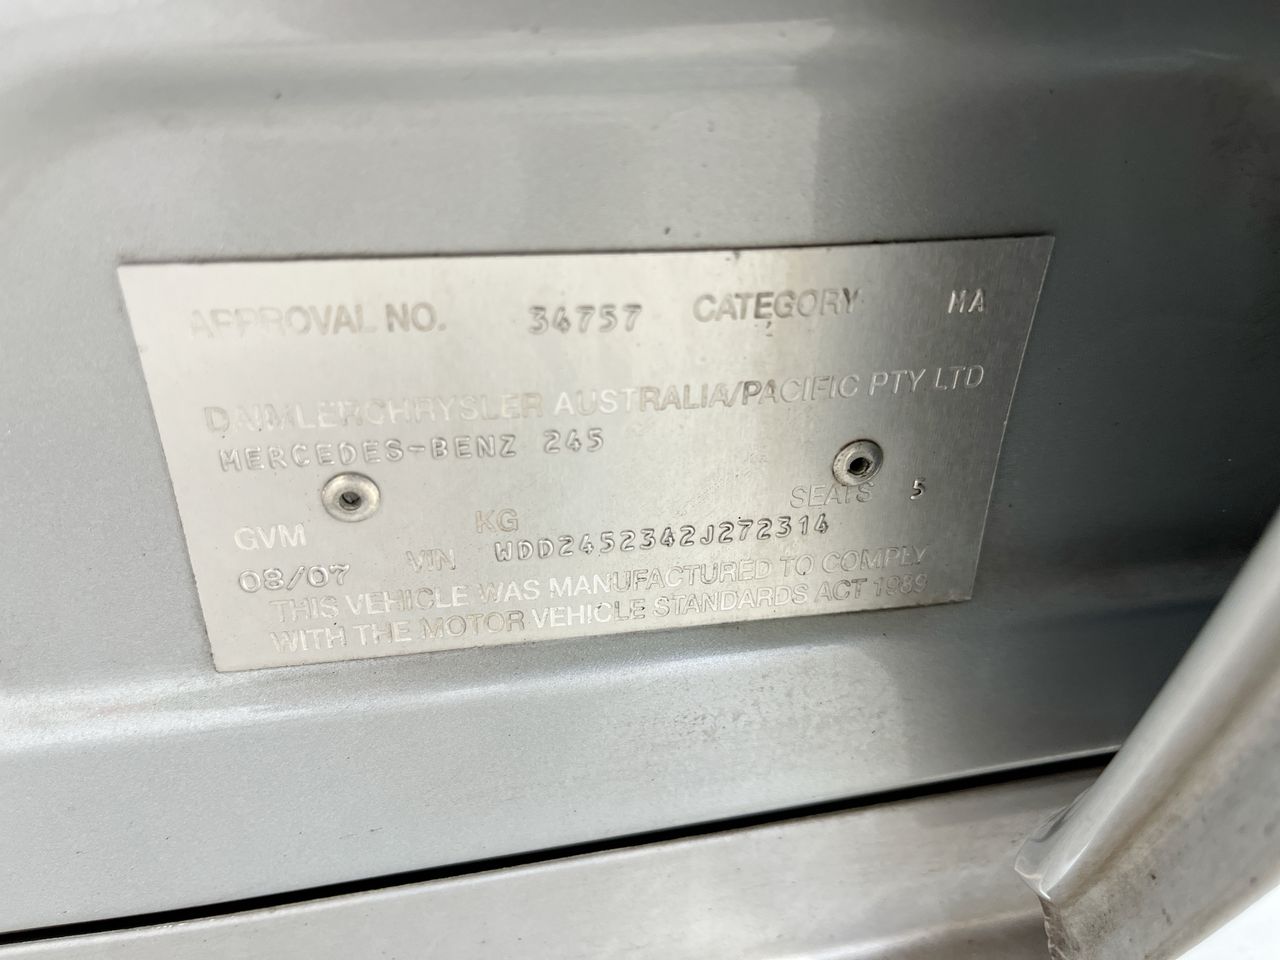 APPROVAL NO. 34757 CATEGORY MA
DAIMLERCHRYSLER AUSTRALIA/PACIFIC PTY LTD
MERCEDES-BENZ 245
SEATS 5
GVM KG
08/07 VIN WDD2452342J272314
THIS VEHICLE WAS MANUFACTURED TO COMPLY
WITH THE MOTOR VEHICLE STANDARDS ACT 1989